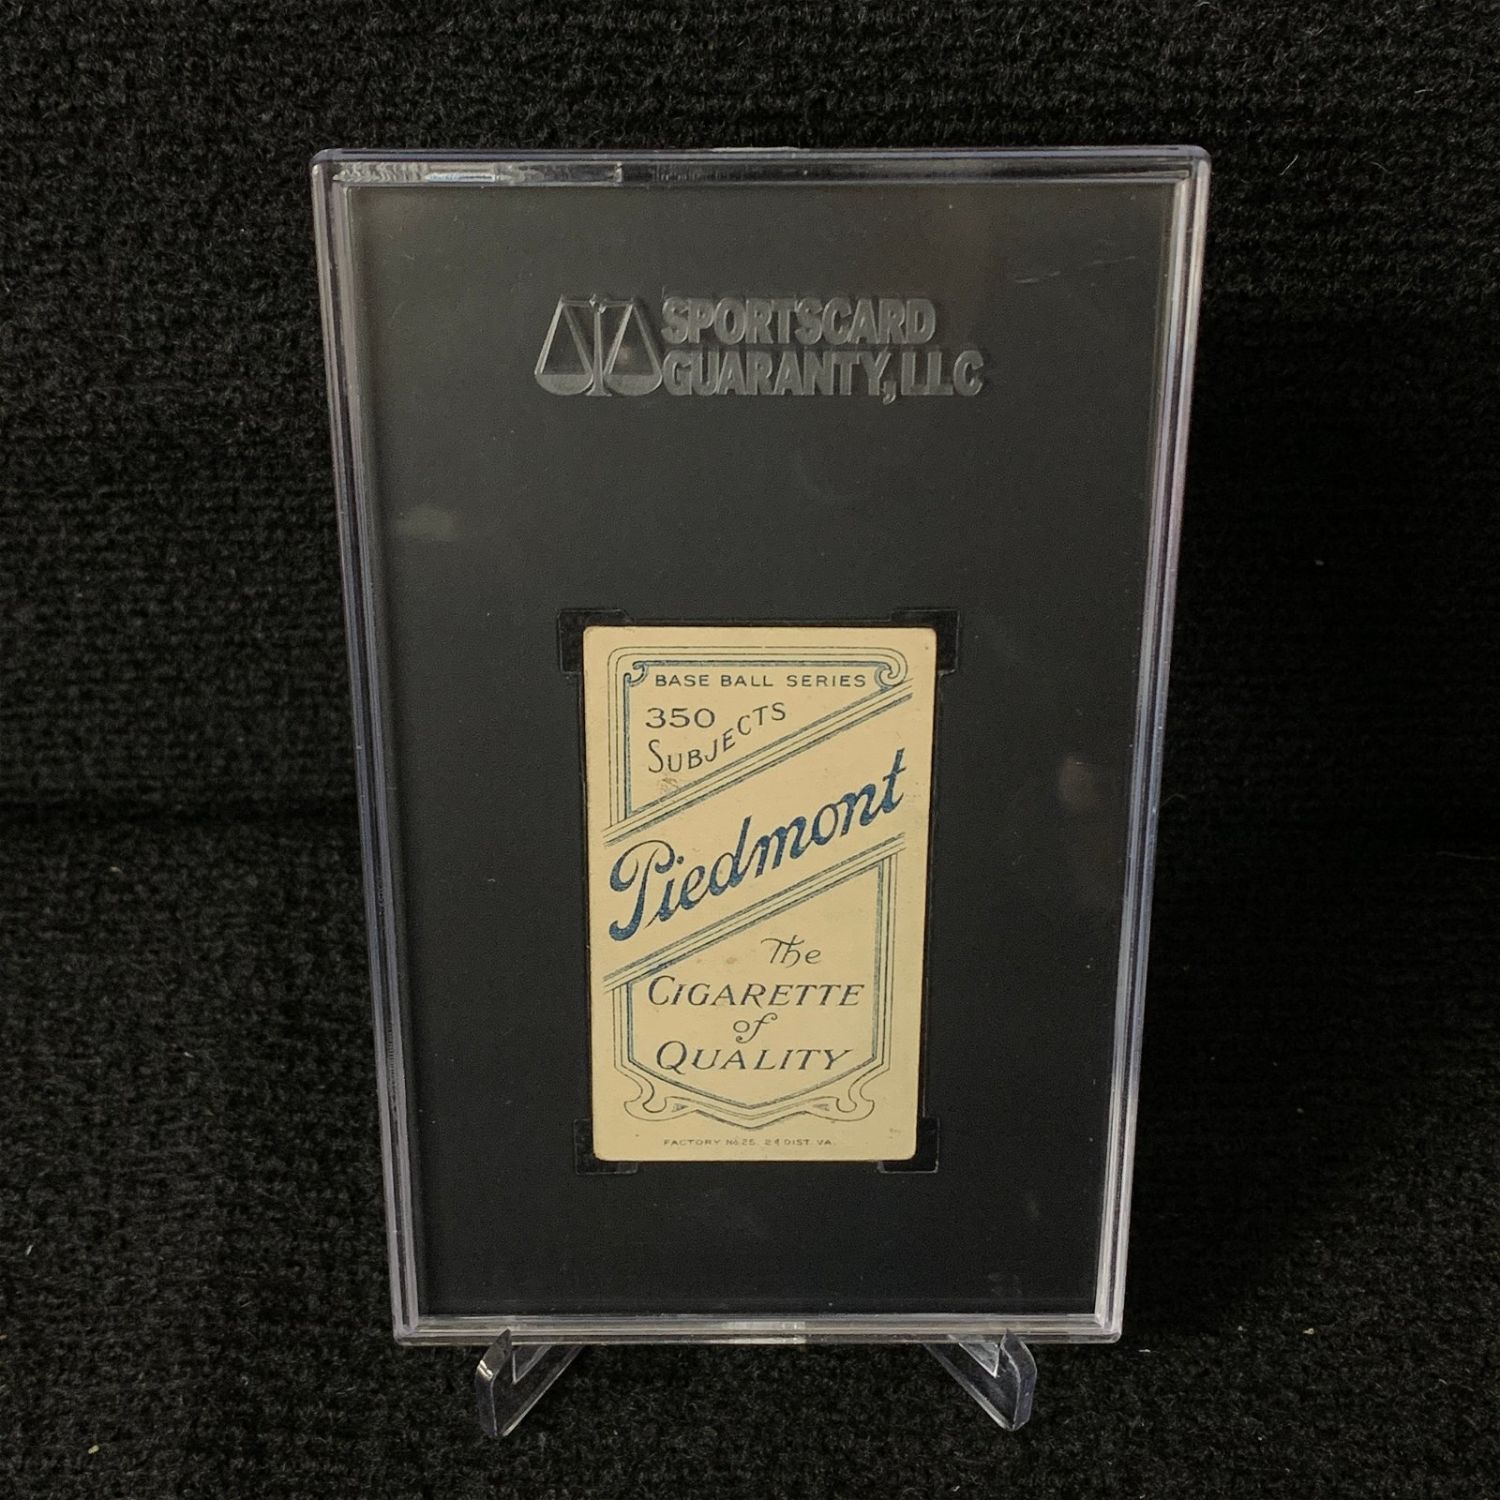 SPORTSCARD
GUARANTY, LLC
BASE BALL SERIES
350
SUBJECTS
Piedmont
The
CIGARETTE
of
QUALITY
FACTORY No 25. 2d DIST. VA.